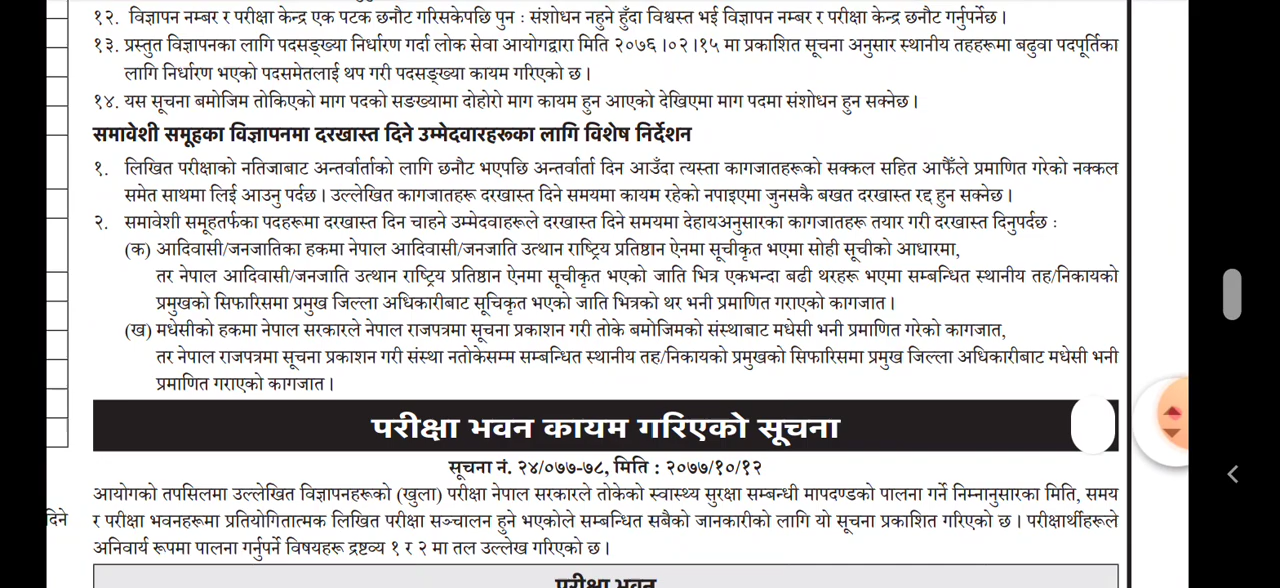 १२. विज्ञापन नम्बर र परीक्षा केन्द्र एक पटक छनौट गरिसकेपछि पुन : संशोधन नहुने हुँदा विश्वस्त भई विज्ञापन नम्बर र परीक्षा केन्द्र छनौट गर्नुपर्नेछ।
१३. प्रस्तुत विज्ञापनका लागि पदसङ्ख्या निर्धारण गर्दा लोक सेवा आयोगद्वारा मिति २०७६।०२।१५ मा प्रकाशित सूचना अनुसार स्थानीय तहहरूमा बढुवा पदपूर्तिका
लागि निर्धारण भएको पदसमेतलाई थप गरी पदसङ्ख्या कायम गरिएको छ।
१४. यस सूचना बमोजिम तोकिएको माग पदको सङख्यामा दोहोरो माग कायम हुन आएको देखिएमा माग पदमा संशोधन हुन सक्नेछ।
समावेशी समूहका विज्ञापनमा दरखास्त दिने उम्मेदवारहरूका लागि विशेष निर्देशन
१. लिखित परीक्षाको नतिजाबाट अन्तर्वार्ताको लागि छनौट भएपछि अन्तर्वार्ता दिन आउँदा त्यस्ता कागजातहरूको सक्कल सहित आफैँले प्रमाणित गरेको नक्कल
समेत साथमा लिई आउनु पर्दछ। उल्लेखित कागजातहरू दरखास्त दिने समयमा कायम रहेको नपाइएमा जुनसकै बखत दरखास्त रद्द हुन सक्नेछ।
२. समावेशी समूहतर्फका पदहरूमा दरखास्त दिन चाहने उम्मेदवाहरूले दरखास्त दिने समयमा देहायअनुसारका कागजातहरू तयार गरी दरखास्त दिनुपर्दछ :
(क) आदिवासी/जनजातिका हकमा नेपाल आदिवासी/जनजाति उत्थान राष्ट्रिय प्रतिष्ठान ऐनमा सूचीकृत भएमा सोही सूचीको आधारमा,
तर नेपाल आदिवासी/जनजाति उत्थान राष्ट्रिय प्रतिष्ठान ऐनमा सूचीकृत भएको जाति भित्र एकभन्दा बढी थरहरू भएमा सम्बन्धित स्थानीय तह/निकायको
प्रमुखको सिफारिसमा प्रमुख जिल्ला अधिकारीबाट सूचिकृत भएको जाति भित्रको थर भनी प्रमाणित गराएको कागजात।
(ख) मधेसीको हकमा नेपाल सरकारले नेपाल राजपत्रमा सूचना प्रकाशन गरी तोके बमोजिमको संस्थाबाट मधेसी भनी प्रमाणित गरेको कागजात,
तर नेपाल राजपत्रमा सूचना प्रकाशन गरी संस्था नतोकेसम्म सम्बन्धित स्थानीय तह/निकायको प्रमुखको सिफारिसमा प्रमुख जिल्ला अधिकारीबाट मधेसी भनी
प्रमाणित गराएको कागजात।
परीक्षा भवन कायम गरिएको सूचना
सूचना नं. २४/०७७-७८, मिति : २०७७/१०/१२
आयोगको तपसिलमा उल्लेखित विज्ञापनहरूको (खुला) परीक्षा नेपाल सरकारले तोकेको स्वास्थ्य सुरक्षा सम्बन्धी मापदण्डको पालना गर्ने निम्नानुसारका मिति, समय
र परीक्षा भवनहरूमा प्रतियोगितात्मक लिखित परीक्षा सञ्चालन हुने भएकोले सम्बन्धित सबैको जानकारीको लागि यो सूचना प्रकाशित गरिएको छ। परीक्षार्थीहरूले
अनिवार्य रूपमा पालना गर्नुपर्ने विषयहरू द्रष्टव्य १ र २ मा तल उल्लेख गरिएको छ।
दिने
परीक्षा भवन